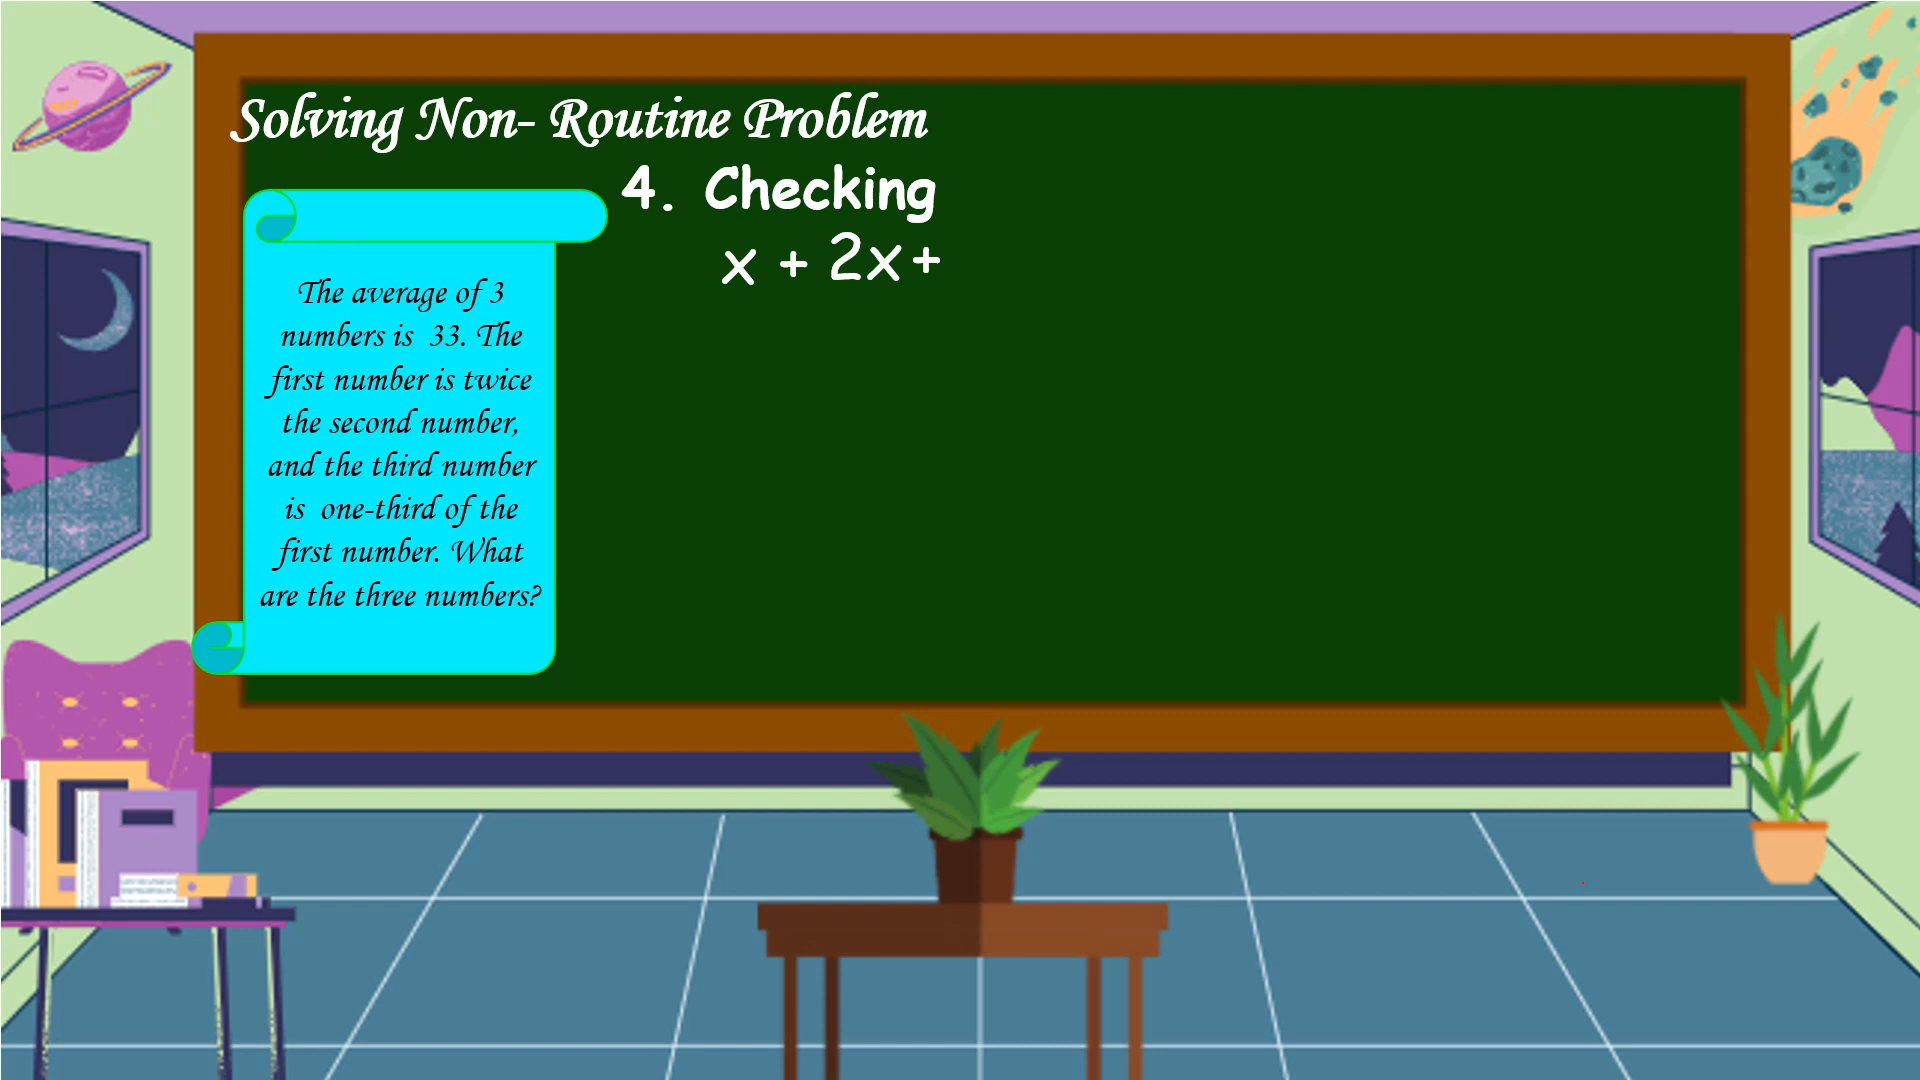 Solving Non- Routine Problem
4. Checking
x + 2x +
The average of 3
numbers is 33. The
first number is twice
the second number,
and the third number
is one-third of the
first number. What
are the three numbers?